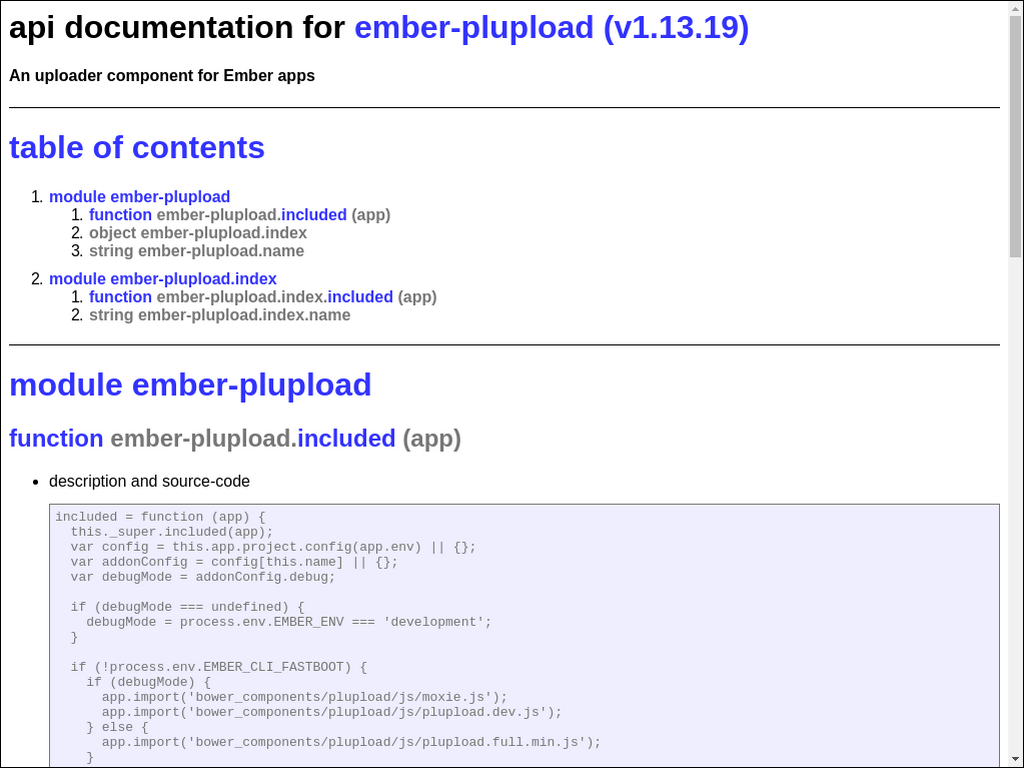 api documentation for ember-plupload (v1.13.19)
An uploader component for Ember apps
table of contents
1. module ember-plupload
1. function ember-plupload.included (app)
2. object ember-plupload.index
3. string ember-plupload.name
2. module ember-plupload.index
1. function ember-plupload.index.included (app)
2. string ember-plupload.index.name
module ember-plupload
function ember-plupload.included (app)
• description and source-code
included = function (app) {
  this._super.included(app);
  var config = this.app.project.config(app.env) || {};
  var addonConfig = config[this.name] || {};
  var debugMode = addonConfig.debug;

  if (debugMode === undefined) {
    debugMode = process.env.EMBER_ENV === 'development';
  }

  if (!process.env.EMBER_CLI_FASTBOOT) {
    if (debugMode) {
      app.import('bower_components/plupload/js/moxie.js');
      app.import('bower_components/plupload/js/plupload.dev.js');
    } else {
      app.import('bower_components/plupload/js/plupload.full.min.js');
    }